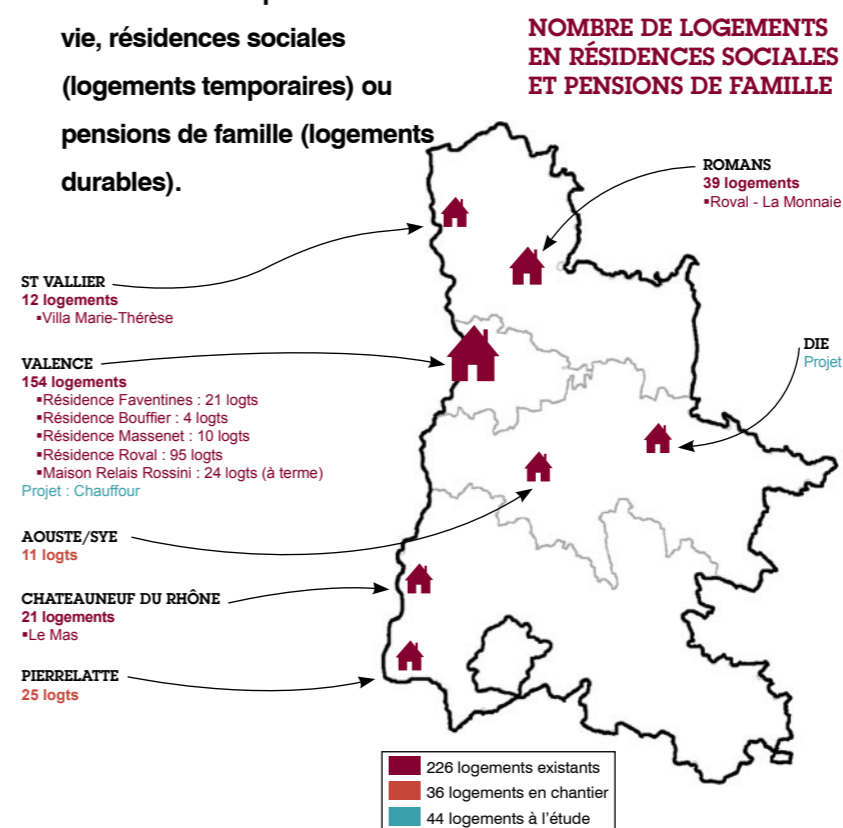 vie, résidences sociales
(logements temporaires) ou
pensions de famille (logements
durables).
NOMBRE DE LOGEMENTS
EN RÉSIDENCES SOCIALES
ET PENSIONS DE FAMILLE
ROMANS
39 logements
▪Roval - La Monnaie
ST VALLIER
12 logements
▪Villa Marie-Thérèse
VALENCE
154 logements
▪Résidence Faventines : 21 logts
▪Résidence Bouffier : 4 logts
▪Résidence Massenet : 10 logts
▪Résidence Roval : 95 logts
▪Maison Relais Rossini : 24 logts (à terme)
Projet : Chauffour
DIE
Projet
AOUSTE/SYE
11 logts
CHATEAUNEUF DU RHÔNE
21 logements
▪Le Mas
PIERRELATTE
25 logts
226 logements existants
36 logements en chantier
44 logements à l'étude